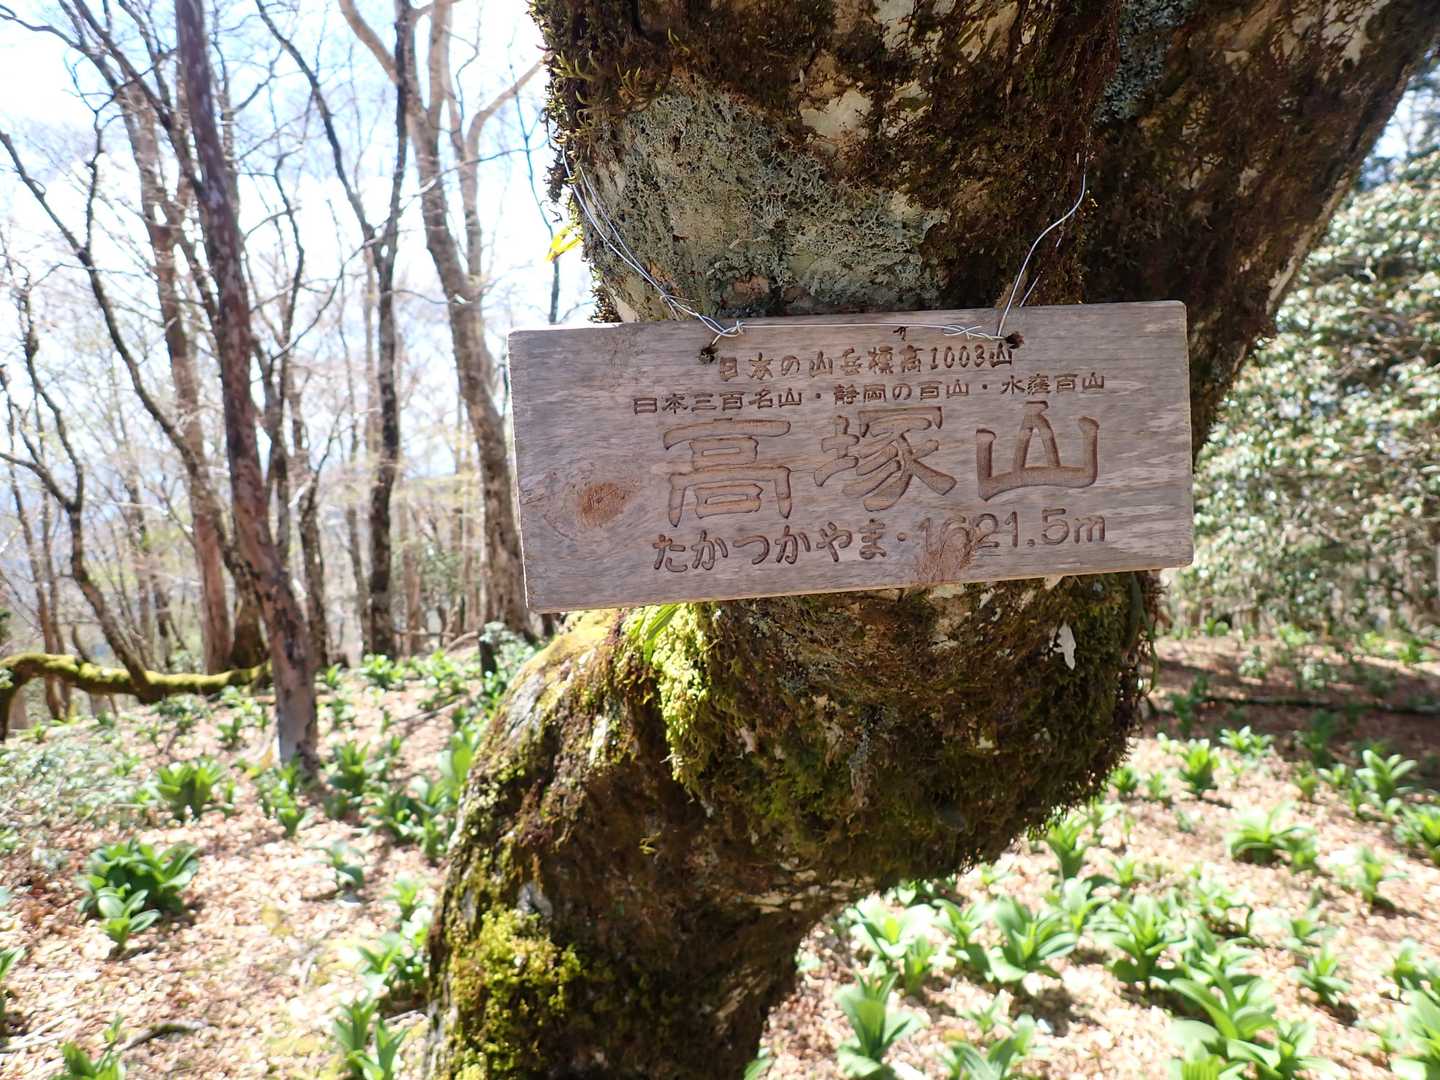 日本の山岳標高1003山
日本三百名山・静岡の百山・水窪百山
高塚山
たかつかやま・1621.5m